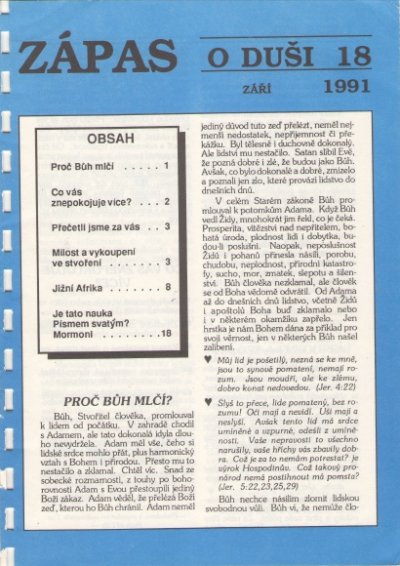 ZÁPAS O DUŠI 18
ZÁŘÍ 1991
OBSAH
Proč Bůh mlčí . . . . . 1
Co vás
znepokojuje více? . . . 2
Přečetli jsme za vás . . 3
Milost a vykoupení
ve stvoření . . . . . 3
Jižní Afrika . . . . . 8
Je tato nauka
Písmem svatým?
Mormoni . . . . . . . 18
PROČ BŮH MLČÍ?
Bůh, Stvořitel člověka, promlouval
k lidem od počátku. V zahradě chodil
s Adamem, ale tato dokonalá idyla dlou-
ho nevydržela. Adam měl vše, čeho si
lidské srdce mohlo přát, plus harmonický
vztah s Bohem i přírodou. Přesto mu to
nestačilo a zklamal. Chtěl víc. Snad ze
sobecké rozmarnosti, z touhy po boho-
rovnosti Adam s Evou přestoupili jediný
Boží zákaz. Adam věděl, že přelézá Boží
zeď, kterou ho Bůh chránil. Adam neměl
jediný důvod tuto zeď přelézt, neměl nej-
menší nedostatek, nepříjemnost či pře-
kážku. Byl tělesně i duchovně dokonalý.
Ale lidství mu nestačilo. Satan slíbil Evě,
že pozná dobré i zlé, že budou jako Bůh.
Avšak, co bylo dokonalé a dobré, zmizelo
a poznali jen zlo, které provází lidstvo do
dnešních dnů.
V celém Starém zákoně Bůh pro-
mlouval k potomkům Adama. Když Bůh
vedl Židy, mnohokrát jim řekl, co je čeká.
Prosperita, vítězství nad nepřítelem, bo-
hatá úroda, plodnost lidí i dobytka, bu-
dou-li poslušní. Naopak, neposlušnost
Židů i pohanů přinesla násilí, porobu,
chudobu, neplodnost, přírodní katastro-
fy, sucho, mor, zmatek, slepotu a šílen-
ství. Bůh člověka nezklamal, ale člověk
se od Boha vědomě odvrátil. Od Adama
až do dnešních dnů lidstvo, včetně Židů
i apoštolů Boha buď zklamalo nebo
i v některém okamžiku zapřelo. Jen
hrstka je nám Bohem dána za příklad pro
svoji věrnost, jen v některých Bůh našel
zalíbení.
♥ Můj lid je pošetilý, nezná se ke mně,
jsou to synové pomatení, nemají ro-
zum. Jsou moudří, ale ke zlému,
dobro konat nedovedou. (Jer. 4:22)
♥ Slyš to přece, lide pomatený, bez ro-
zumu! Oči mají a nevidí. Uši mají a
neslyší. Avšak tento lid má srdce
umíněné a vzpurné, odešli z umíně-
nosti. Vaše nepravosti to všechno
narušily, vaše hříchy vás zbavily dob-
ra. Což je za to nemám potrestat? je
výrok Hospodinův. Což takový pro-
národ nemá postihnout má pomsta?
(Jer. 5:22,23,25,29)
Bůh nechce násilím zlomit lidskou
svobodnou vůli. Bůh ví, že nemůže člo-